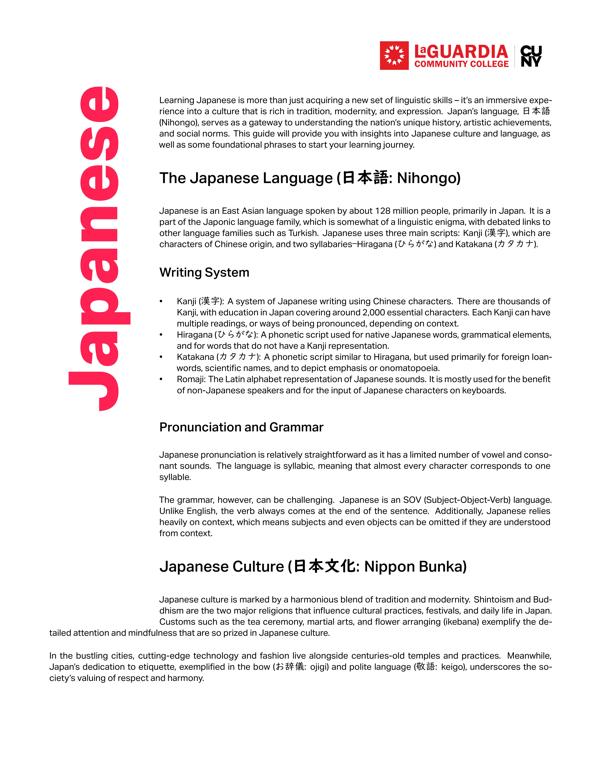 LaGUARDIA
COMMUNITY COLLEGE
CU
NY
Japanese
Learning Japanese is more than just acquiring a new set of linguistic skills – it's an immersive expe-
rience into a culture that is rich in tradition, modernity, and expression. Japan's language, 日本語
(Nihongo), serves as a gateway to understanding the nation's unique history, artistic achievements,
and social norms. This guide will provide you with insights into Japanese culture and language, as
well as some foundational phrases to start your learning journey.
The Japanese Language (日本語: Nihongo)
Japanese is an East Asian language spoken by about 128 million people, primarily in Japan. It is a
part of the Japonic language family, which is somewhat of a linguistic enigma, with debated links to
other language families such as Turkish. Japanese uses three main scripts: Kanji (漢字), which are
characters of Chinese origin, and two syllabaries–Hiragana (ひらがな) and Katakana (カタカナ).
Writing System
• Kanji (漢字): A system of Japanese writing using Chinese characters. There are thousands of
Kanji, with education in Japan covering around 2,000 essential characters. Each Kanji can have
multiple readings, or ways of being pronounced, depending on context.
• Hiragana (ひらがな): A phonetic script used for native Japanese words, grammatical elements,
and for words that do not have a Kanji representation.
• Katakana (カタカナ): A phonetic script similar to Hiragana, but used primarily for foreign loan-
words, scientific names, and to depict emphasis or onomatopoeia.
• Romaji: The Latin alphabet representation of Japanese sounds. It is mostly used for the benefit
of non-Japanese speakers and for the input of Japanese characters on keyboards.
Pronunciation and Grammar
Japanese pronunciation is relatively straightforward as it has a limited number of vowel and conso-
nant sounds. The language is syllabic, meaning that almost every character corresponds to one
syllable.
The grammar, however, can be challenging. Japanese is an SOV (Subject-Object-Verb) language.
Unlike English, the verb always comes at the end of the sentence. Additionally, Japanese relies
heavily on context, which means subjects and even objects can be omitted if they are understood
from context.
Japanese Culture (日本文化: Nippon Bunka)
Japanese culture is marked by a harmonious blend of tradition and modernity. Shintoism and Bud-
dhism are the two major religions that influence cultural practices, festivals, and daily life in Japan.
Customs such as the tea ceremony, martial arts, and flower arranging (ikebana) exemplify the de-
tailed attention and mindfulness that are so prized in Japanese culture.
In the bustling cities, cutting-edge technology and fashion live alongside centuries-old temples and practices. Meanwhile,
Japan's dedication to etiquette, exemplified in the bow (お辞儀: ojigi) and polite language (敬語: keigo), underscores the so-
ciety's valuing of respect and harmony.